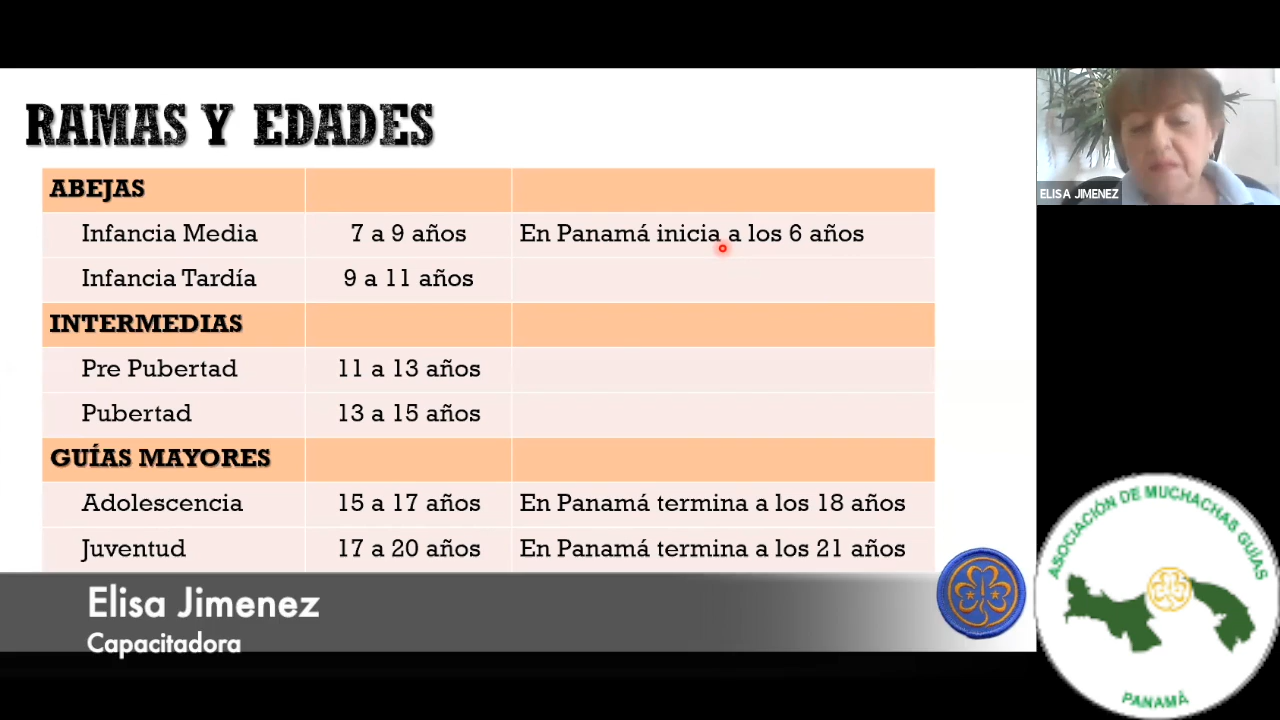 RAMAS Y EDADES
ABEJAS
Infancia Media 7 a 9 años En Panamá inicia a los 6 años
Infancia Tardía 9 a 11 años
INTERMEDIAS
Pre Pubertad 11 a 13 años
Pubertad 13 a 15 años
GUÍAS MAYORES
Adolescencia 15 a 17 años En Panamá termina a los 18 años
Juventud 17 a 20 años En Panamá termina a los 21 años
Elisa Jimenez
Capacitadora
ELISA JIMENEZ
ASOCIACIÓN DE MUCHACHAS GUÍAS
PANAMÁ